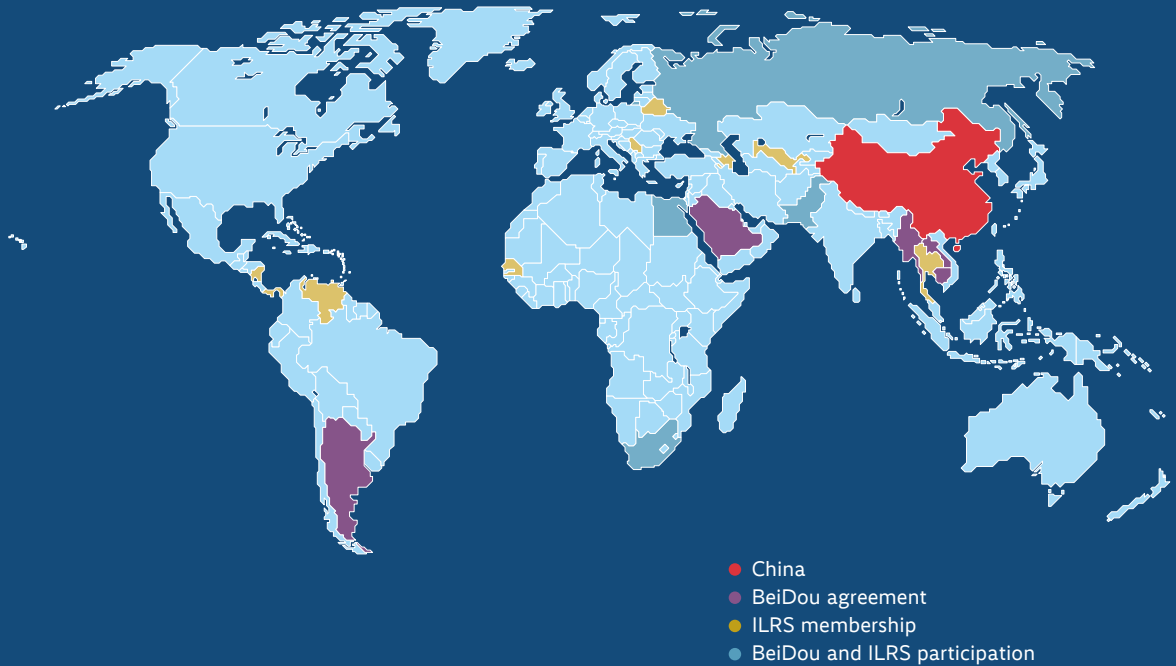 China
BeiDou agreement
ILRS membership
BeiDou and ILRS participation